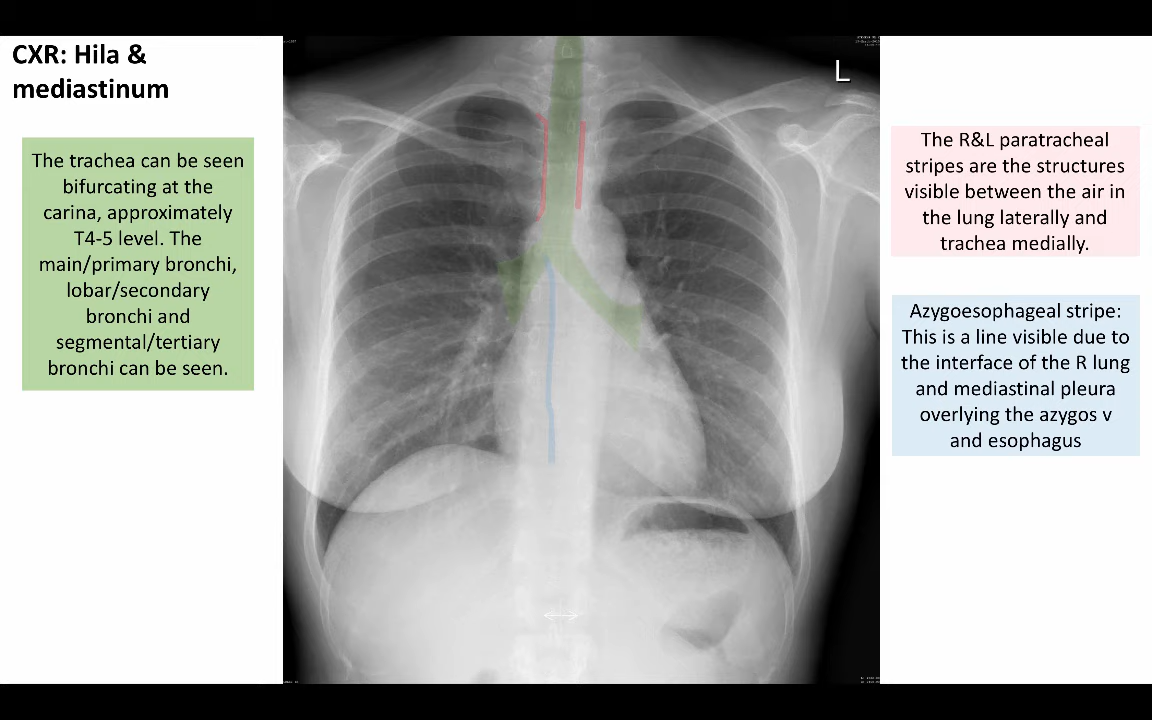 CXR: Hila &
mediastinum
The trachea can be seen
bifurcating at the
carina, approximately
T4-5 level. The
main/primary bronchi,
lobar/secondary
bronchi and
segmental/tertiary
bronchi can be seen.
L
The R&L paratracheal
stripes are the structures
visible between the air in
the lung laterally and
trachea medially.
Azygoesophageal stripe:
This is a line visible due to
the interface of the R lung
and mediastinal pleura
overlying the azygos v
and esophagus